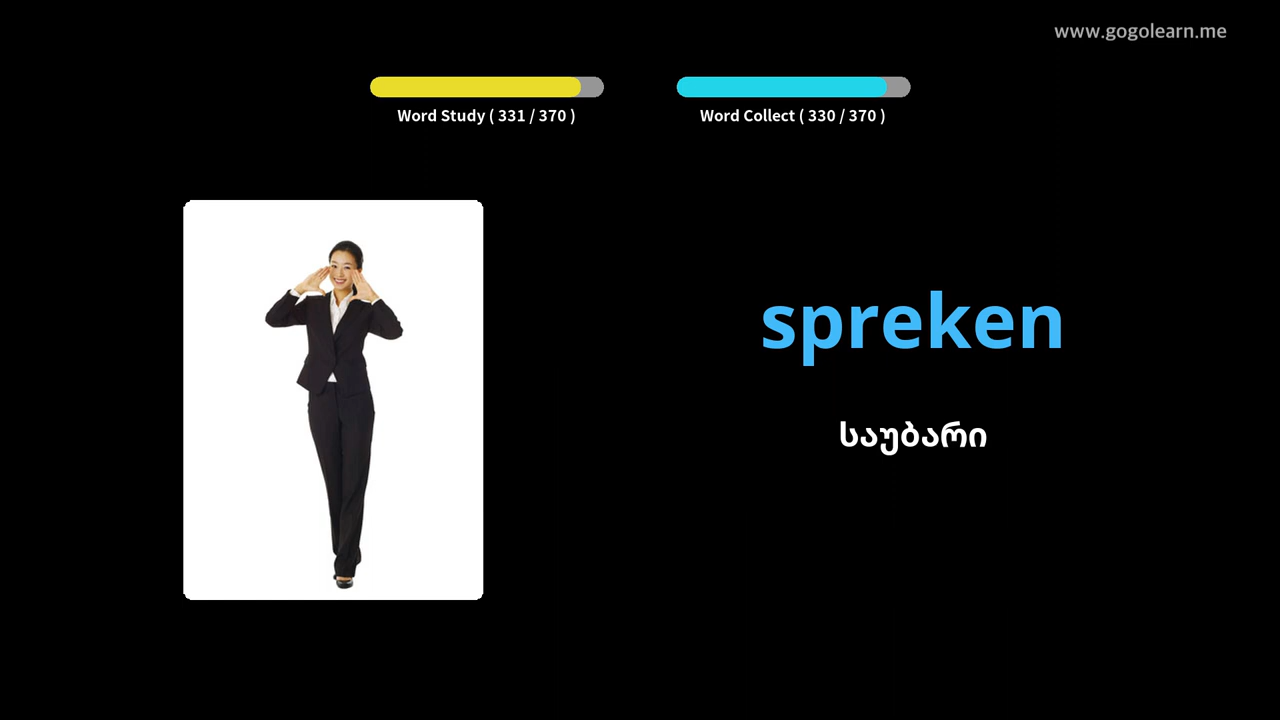 www.gogolearn.me
Word Study ( 331 / 370 )
Word Collect ( 330 / 370 )
spreken
საუბარი